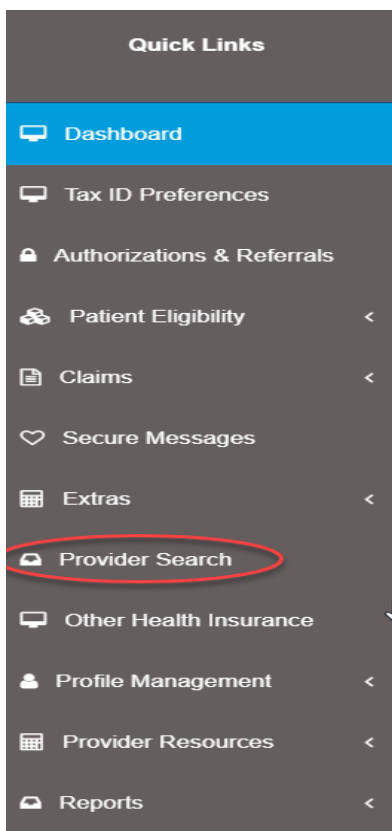 Quick Links
Dashboard
Tax ID Preferences
Authorizations & Referrals
Patient Eligibility
Claims
Secure Messages
Extras
Provider Search
Other Health Insurance
Profile Management
Provider Resources
Reports